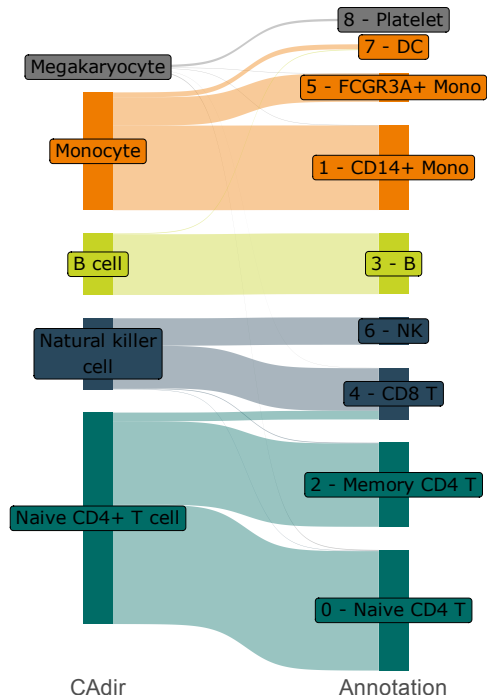 8 - Platelet
7 - DC
Megakaryocyte
5 - FCGR3A+ Mono
Monocyte
1 - CD14+ Mono
B cell
3 - B
6 - NK
Natural killer
cell
4 - CD8 T
2 - Memory CD4 T
Naive CD4+ T cell
0 - Naive CD4 T
CAdir
Annotation